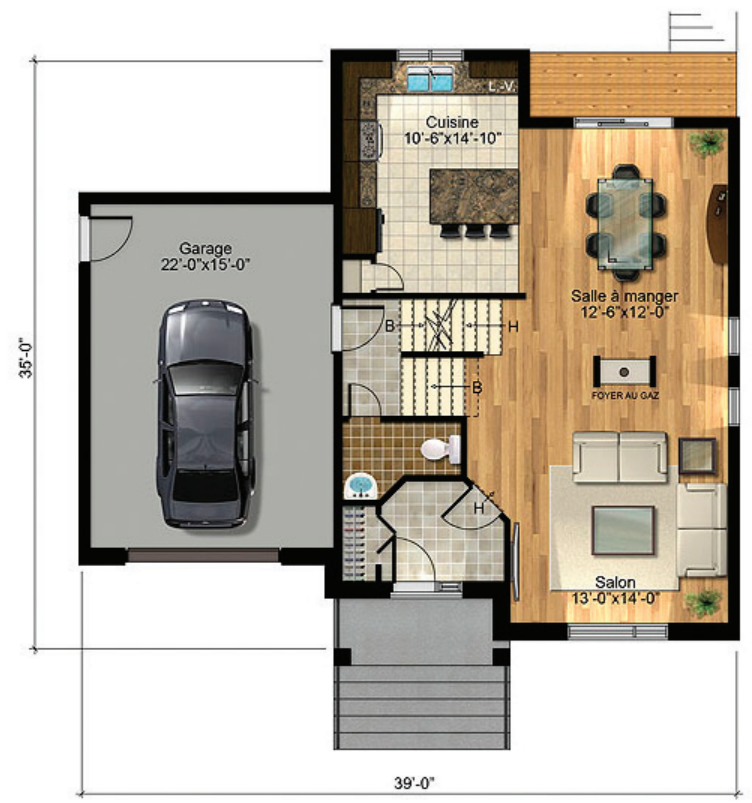 L.-V.
Cuisine
10'-6"x14'-10"
Garage
22'-0"x15'-0"
Salle à manger
12'-6"x12'-0"
B
H
35'-0"
B
FOYER AU GAZ
H
Salon
13'-0"x14'-0"
39'-0"